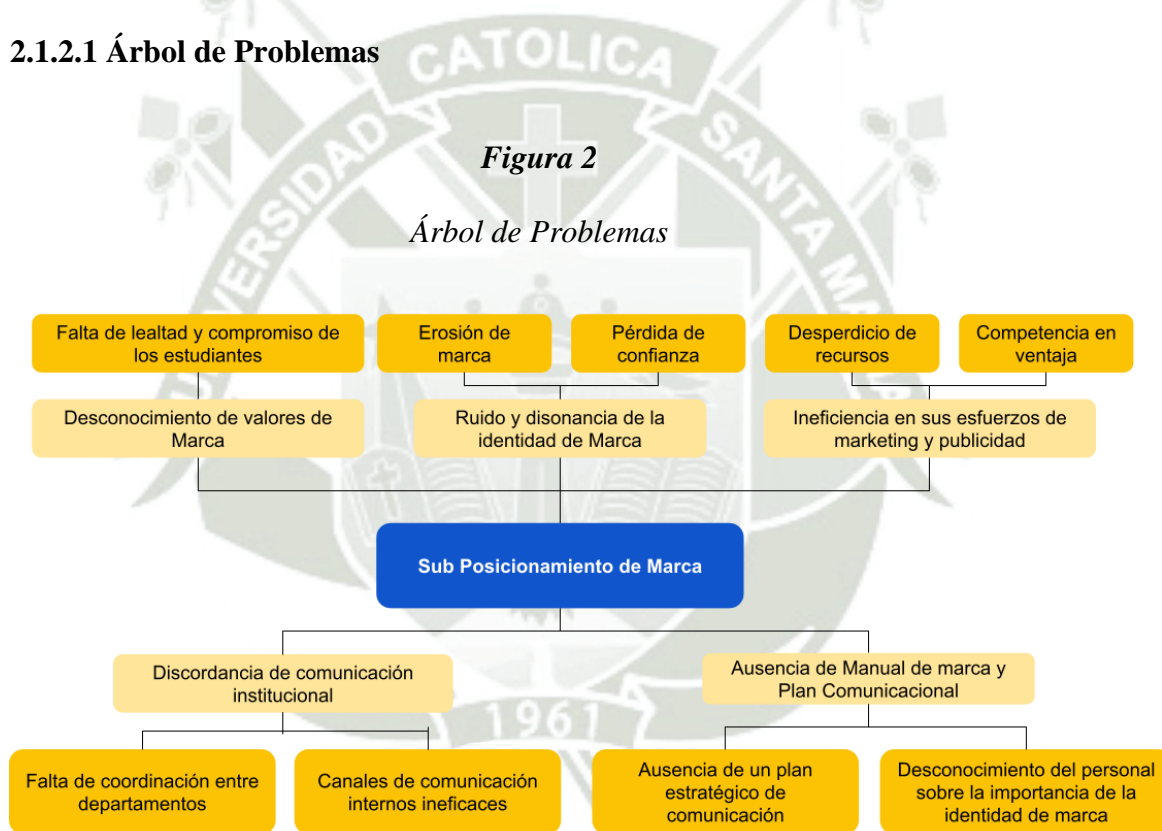 2.1.2.1 Árbol de Problemas
Figura 2
Árbol de Problemas
Falta de lealtad y compromiso de
los estudiantes
Erosión de
marca
Pérdida de
confianza
Desperdicio de
recursos
Competencia en
ventaja
Desconocimiento de valores de
Marca
Ruido y disonancia de la
identidad de Marca
Ineficiencia en sus esfuerzos de
marketing y publicidad
Sub Posicionamiento de Marca
Discordancia de comunicación
institucional
Ausencia de Manual de marca y
Plan Comunicacional
Falta de coordinación entre
departamentos
Canales de comunicación
internos ineficaces
Ausencia de un plan
estratégico de
comunicación
Desconocimiento del personal
sobre la importancia de la
identidad de marca
UNIVERSIDAD
CATOLICA
SANTA
1961